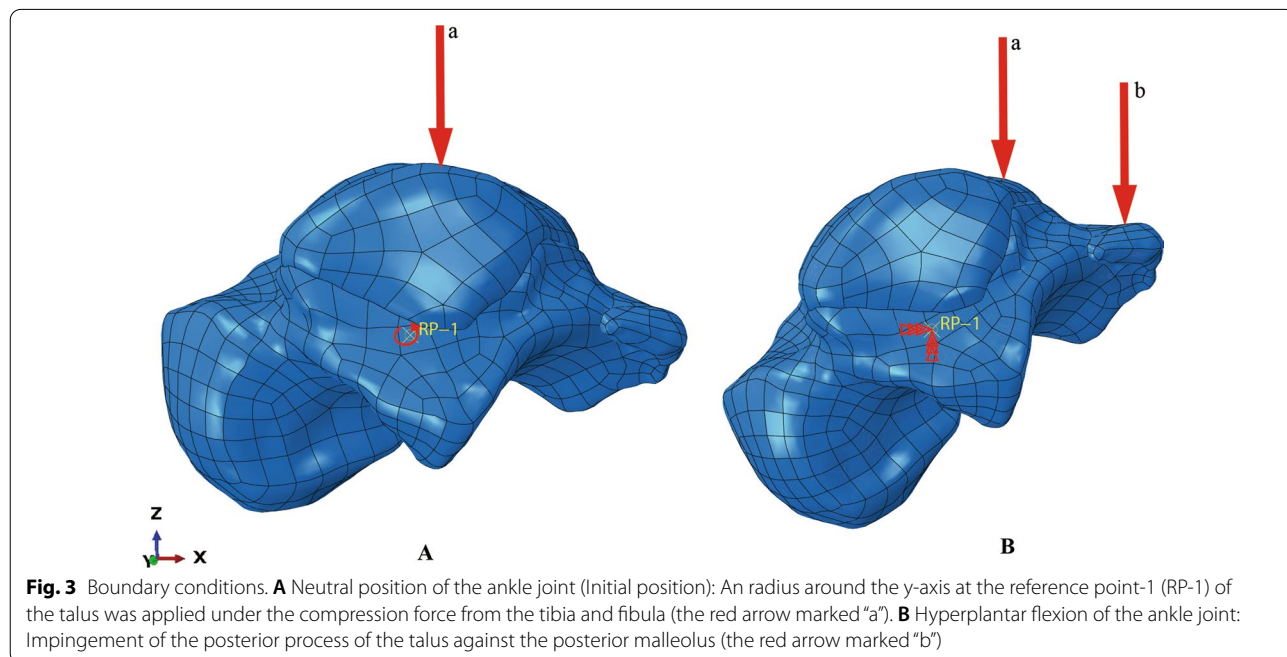 a
a
b
RP-1
RP-1
Z
Y
X
A
B
Fig. 3 Boundary conditions. A Neutral position of the ankle joint (Initial position): An radius around the y-axis at the reference point-1 (RP-1) of
the talus was applied under the compression force from the tibia and fibula (the red arrow marked “a”). B Hyperplantar flexion of the ankle joint:
Impingement of the posterior process of the talus against the posterior malleolus (the red arrow marked “b”)